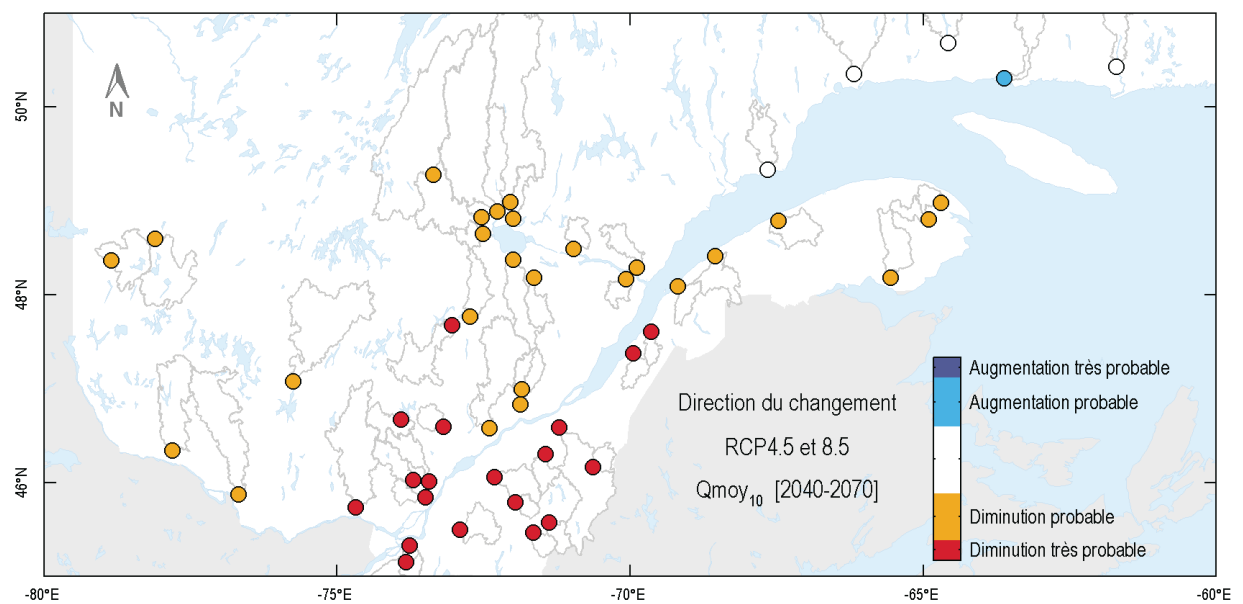 N
50°N
48°N
46°N
Direction du changement
RCP4.5 et 8.5
Qmoy10 [2040-2070]
Augmentation très probable
Augmentation probable
Diminution probable
Diminution très probable
-80°E
-75°E
-70°E
-65°E
-60°E